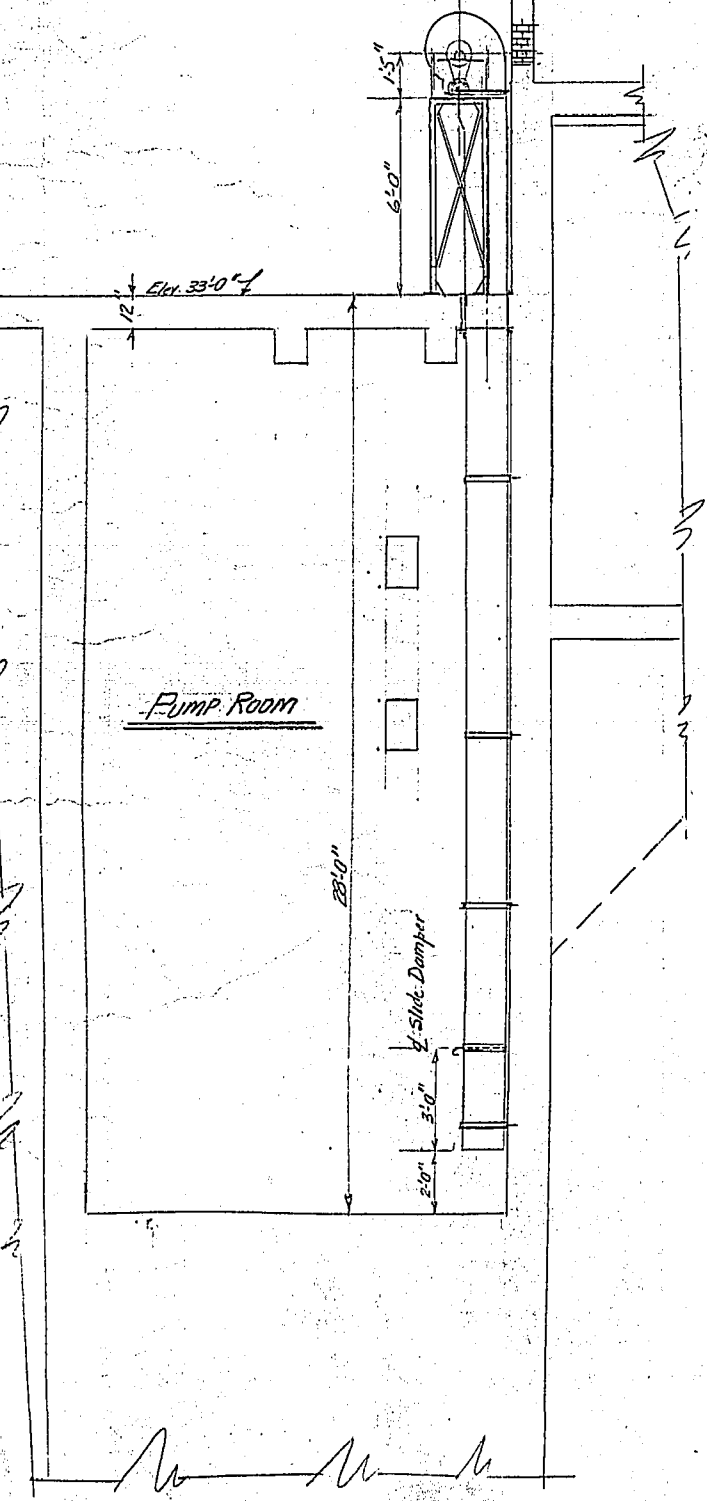 1'-5"
6'-0"
Elev. 33'-0"
12"
PUMP ROOM
28'-0"
℄ Slide Damper
3'-0"
2'-0"